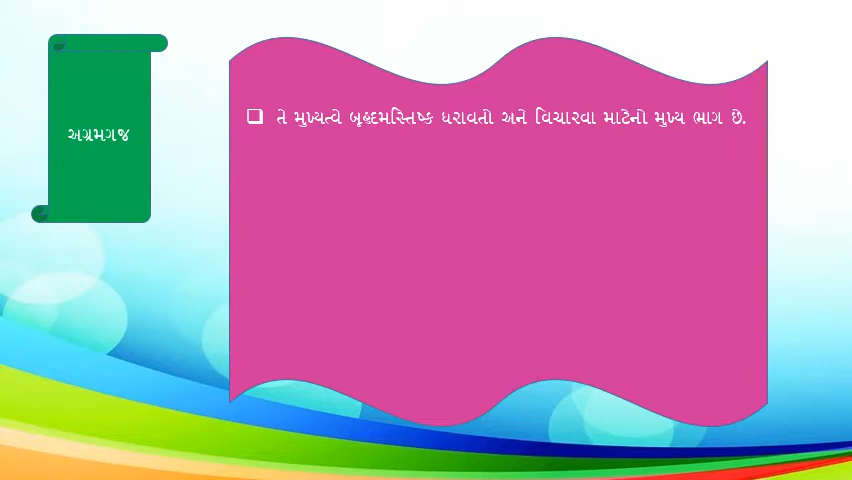 અગ્રમગજ
❑ તે મુખ્યત્વે બૃહદમસ્તિષ્ક ધરાવતો અને વિચારવા માટેનો મુખ્ય ભાગ છે.